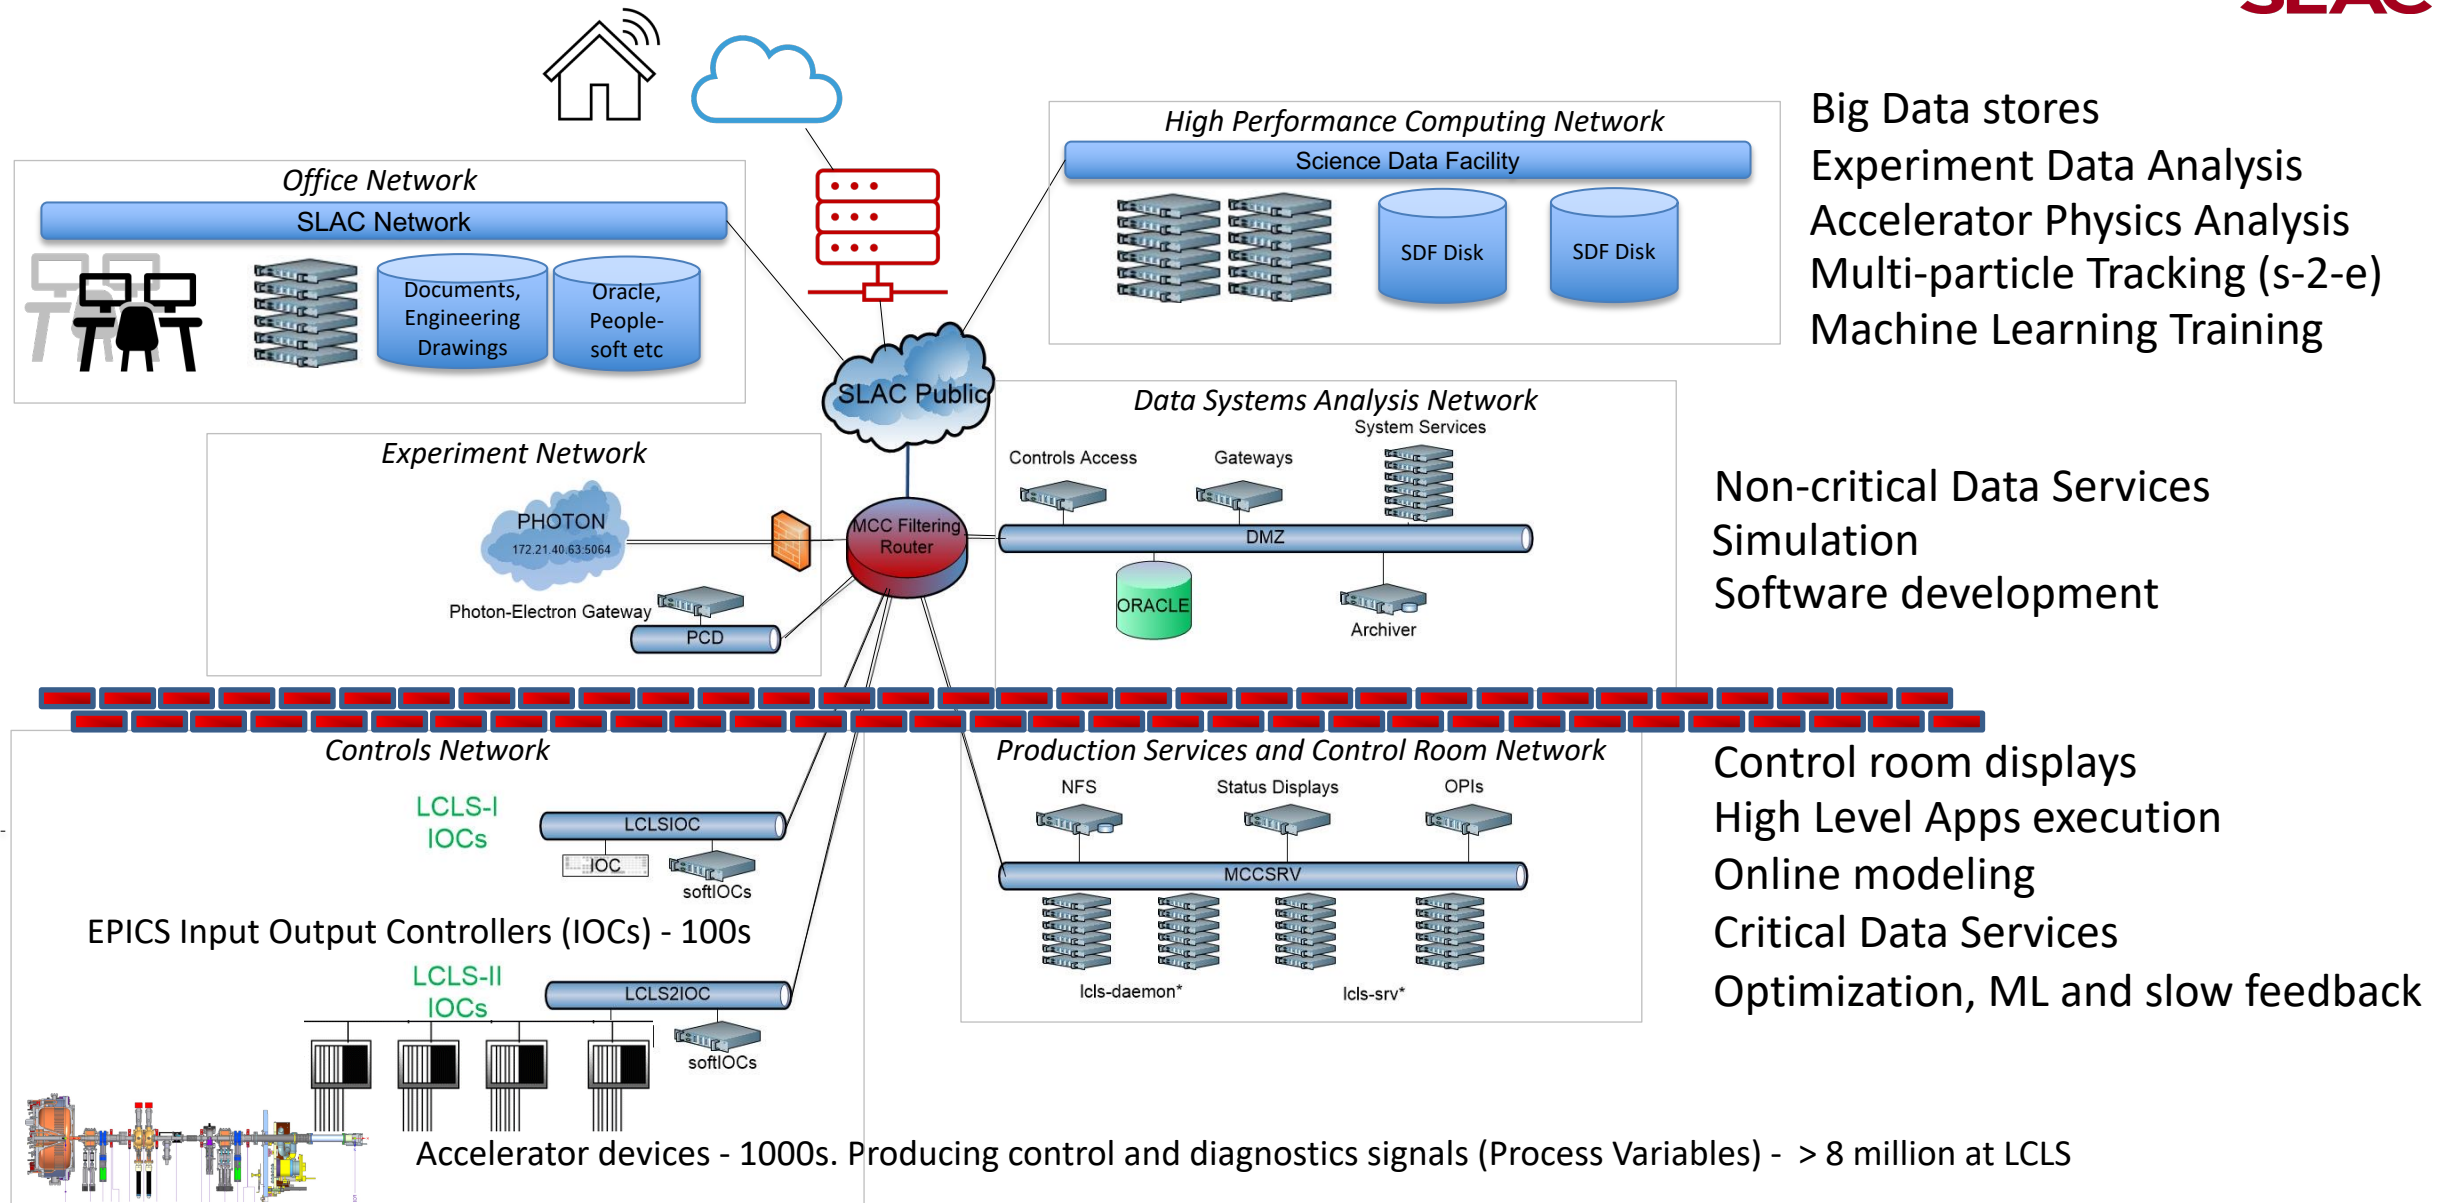 SLAC
High Performance Computing Network
Science Data Facility
SDF Disk
SDF Disk
Big Data stores
Experiment Data Analysis
Accelerator Physics Analysis
Multi-particle Tracking (s-2-e)
Machine Learning Training
Office Network
SLAC Network
Documents,
Engineering
Drawings
Oracle,
People-
soft etc
SLAC Public
Experiment Network
PHOTON
172.21.40.63:5064
Photon-Electron Gateway
PCD
MCC Filtering
Router
Data Systems Analysis Network
System Services
Controls Access
Gateways
DMZ
ORACLE
Archiver
Non-critical Data Services
Simulation
Software development
Controls Network
LCLS-I
IOCs
LCLSIOC
IOC
softIOCs
EPICS Input Output Controllers (IOCs) - 100s
LCLS-II
IOCs
LCLS2IOC
softIOCs
Production Services and Control Room Network
NFS
Status Displays
OPIs
MCCSRV
lcls-daemon*
lcls-srv*
Control room displays
High Level Apps execution
Online modeling
Critical Data Services
Optimization, ML and slow feedback
Accelerator devices - 1000s. Producing control and diagnostics signals (Process Variables) -  > 8 million at LCLS